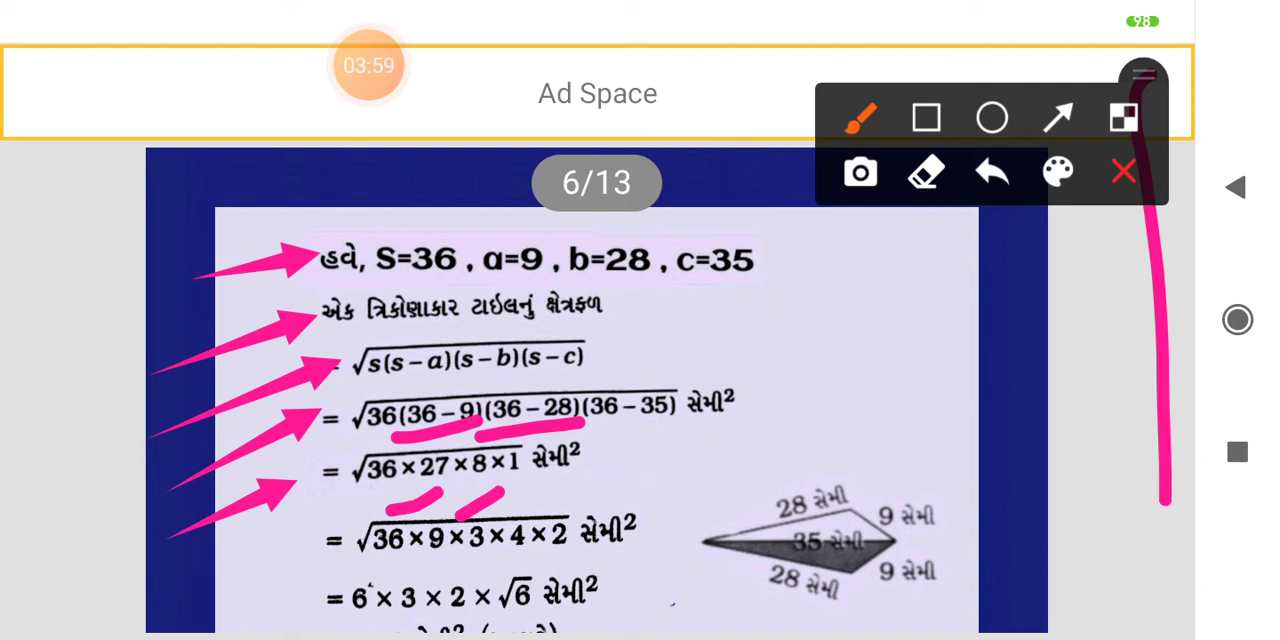 98
03:59
Ad Space
6/13
હવે, S=36 , a=9 , b=28 , c=35
એક ત્રિકોણાકાર ટાઇલનું ક્ષેત્રફળ
= √s(s – a)(s – b)(s – c)
= √36(36 – 9)(36 – 28)(36 – 35) સેમી²
= √36 × 27 × 8 × 1 સેમી²
= √36 × 9 × 3 × 4 × 2 સેમી²
= 6 × 3 × 2 × √6 સેમી²
28 સેમી
9 સેમી
35 સેમી
28 સેમી
9 સેમી